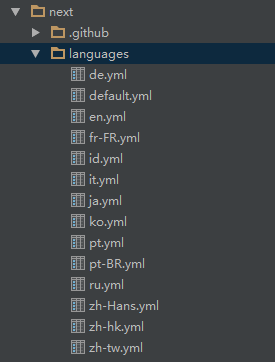 next
.github
languages
de.yml
default.yml
en.yml
fr-FR.yml
id.yml
it.yml
ja.yml
ko.yml
pt.yml
pt-BR.yml
ru.yml
zh-Hans.yml
zh-hk.yml
zh-tw.yml